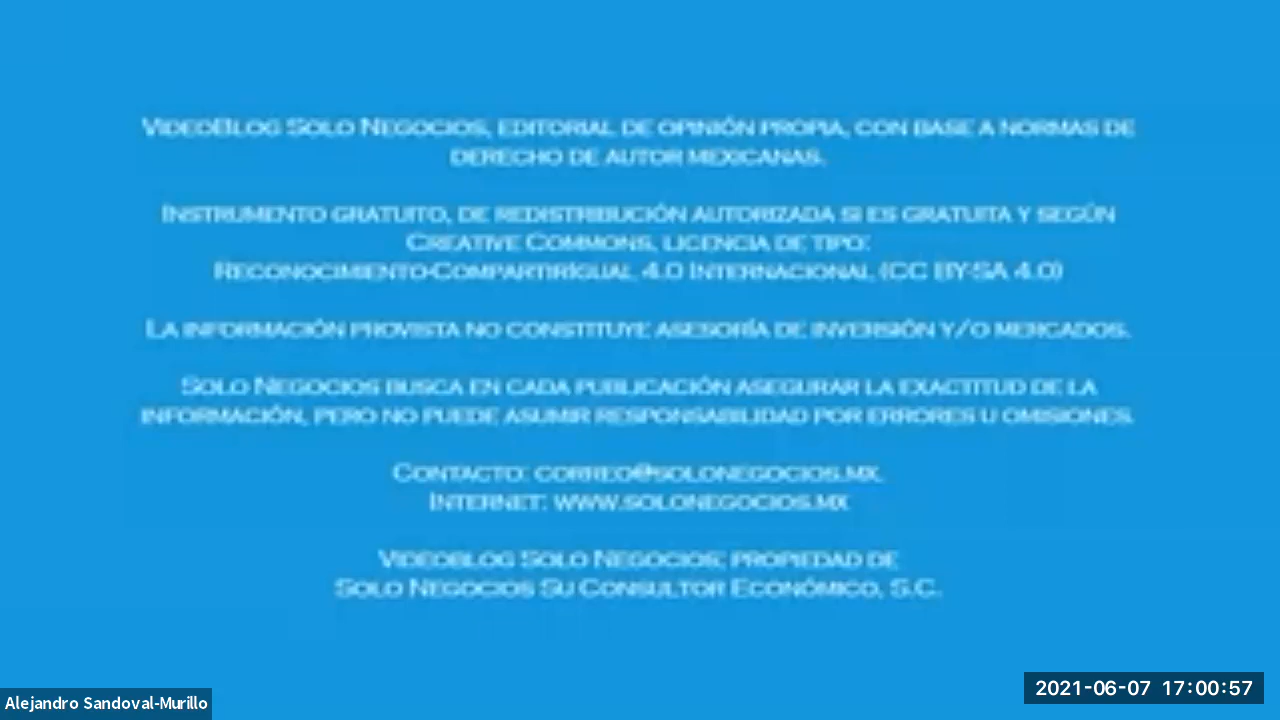 VideoBlog Solo Negocios, editorial de opinión propia, con base a normas de
derecho de autor mexicanas.
Instrumento gratuito, de redistribución autorizada si es gratuita y según
Creative Commons, licencia de tipo:
Reconocimiento-CompartirIgual 4.0 Internacional (CC BY-SA 4.0)
La información provista no constituye asesoría de inversión y/o mercados.
Solo Negocios busca en cada publicación asegurar la exactitud de la
información, pero no puede asumir responsabilidad por errores u omisiones.
Contacto: correo@solonegocios.mx,
Internet: www.solonegocios.mx
Videoblog Solo Negocios; propiedad de
Solo Negocios Su Consultor Económico, S.C.
Alejandro Sandoval-Murillo
2021-06-07 17:00:57